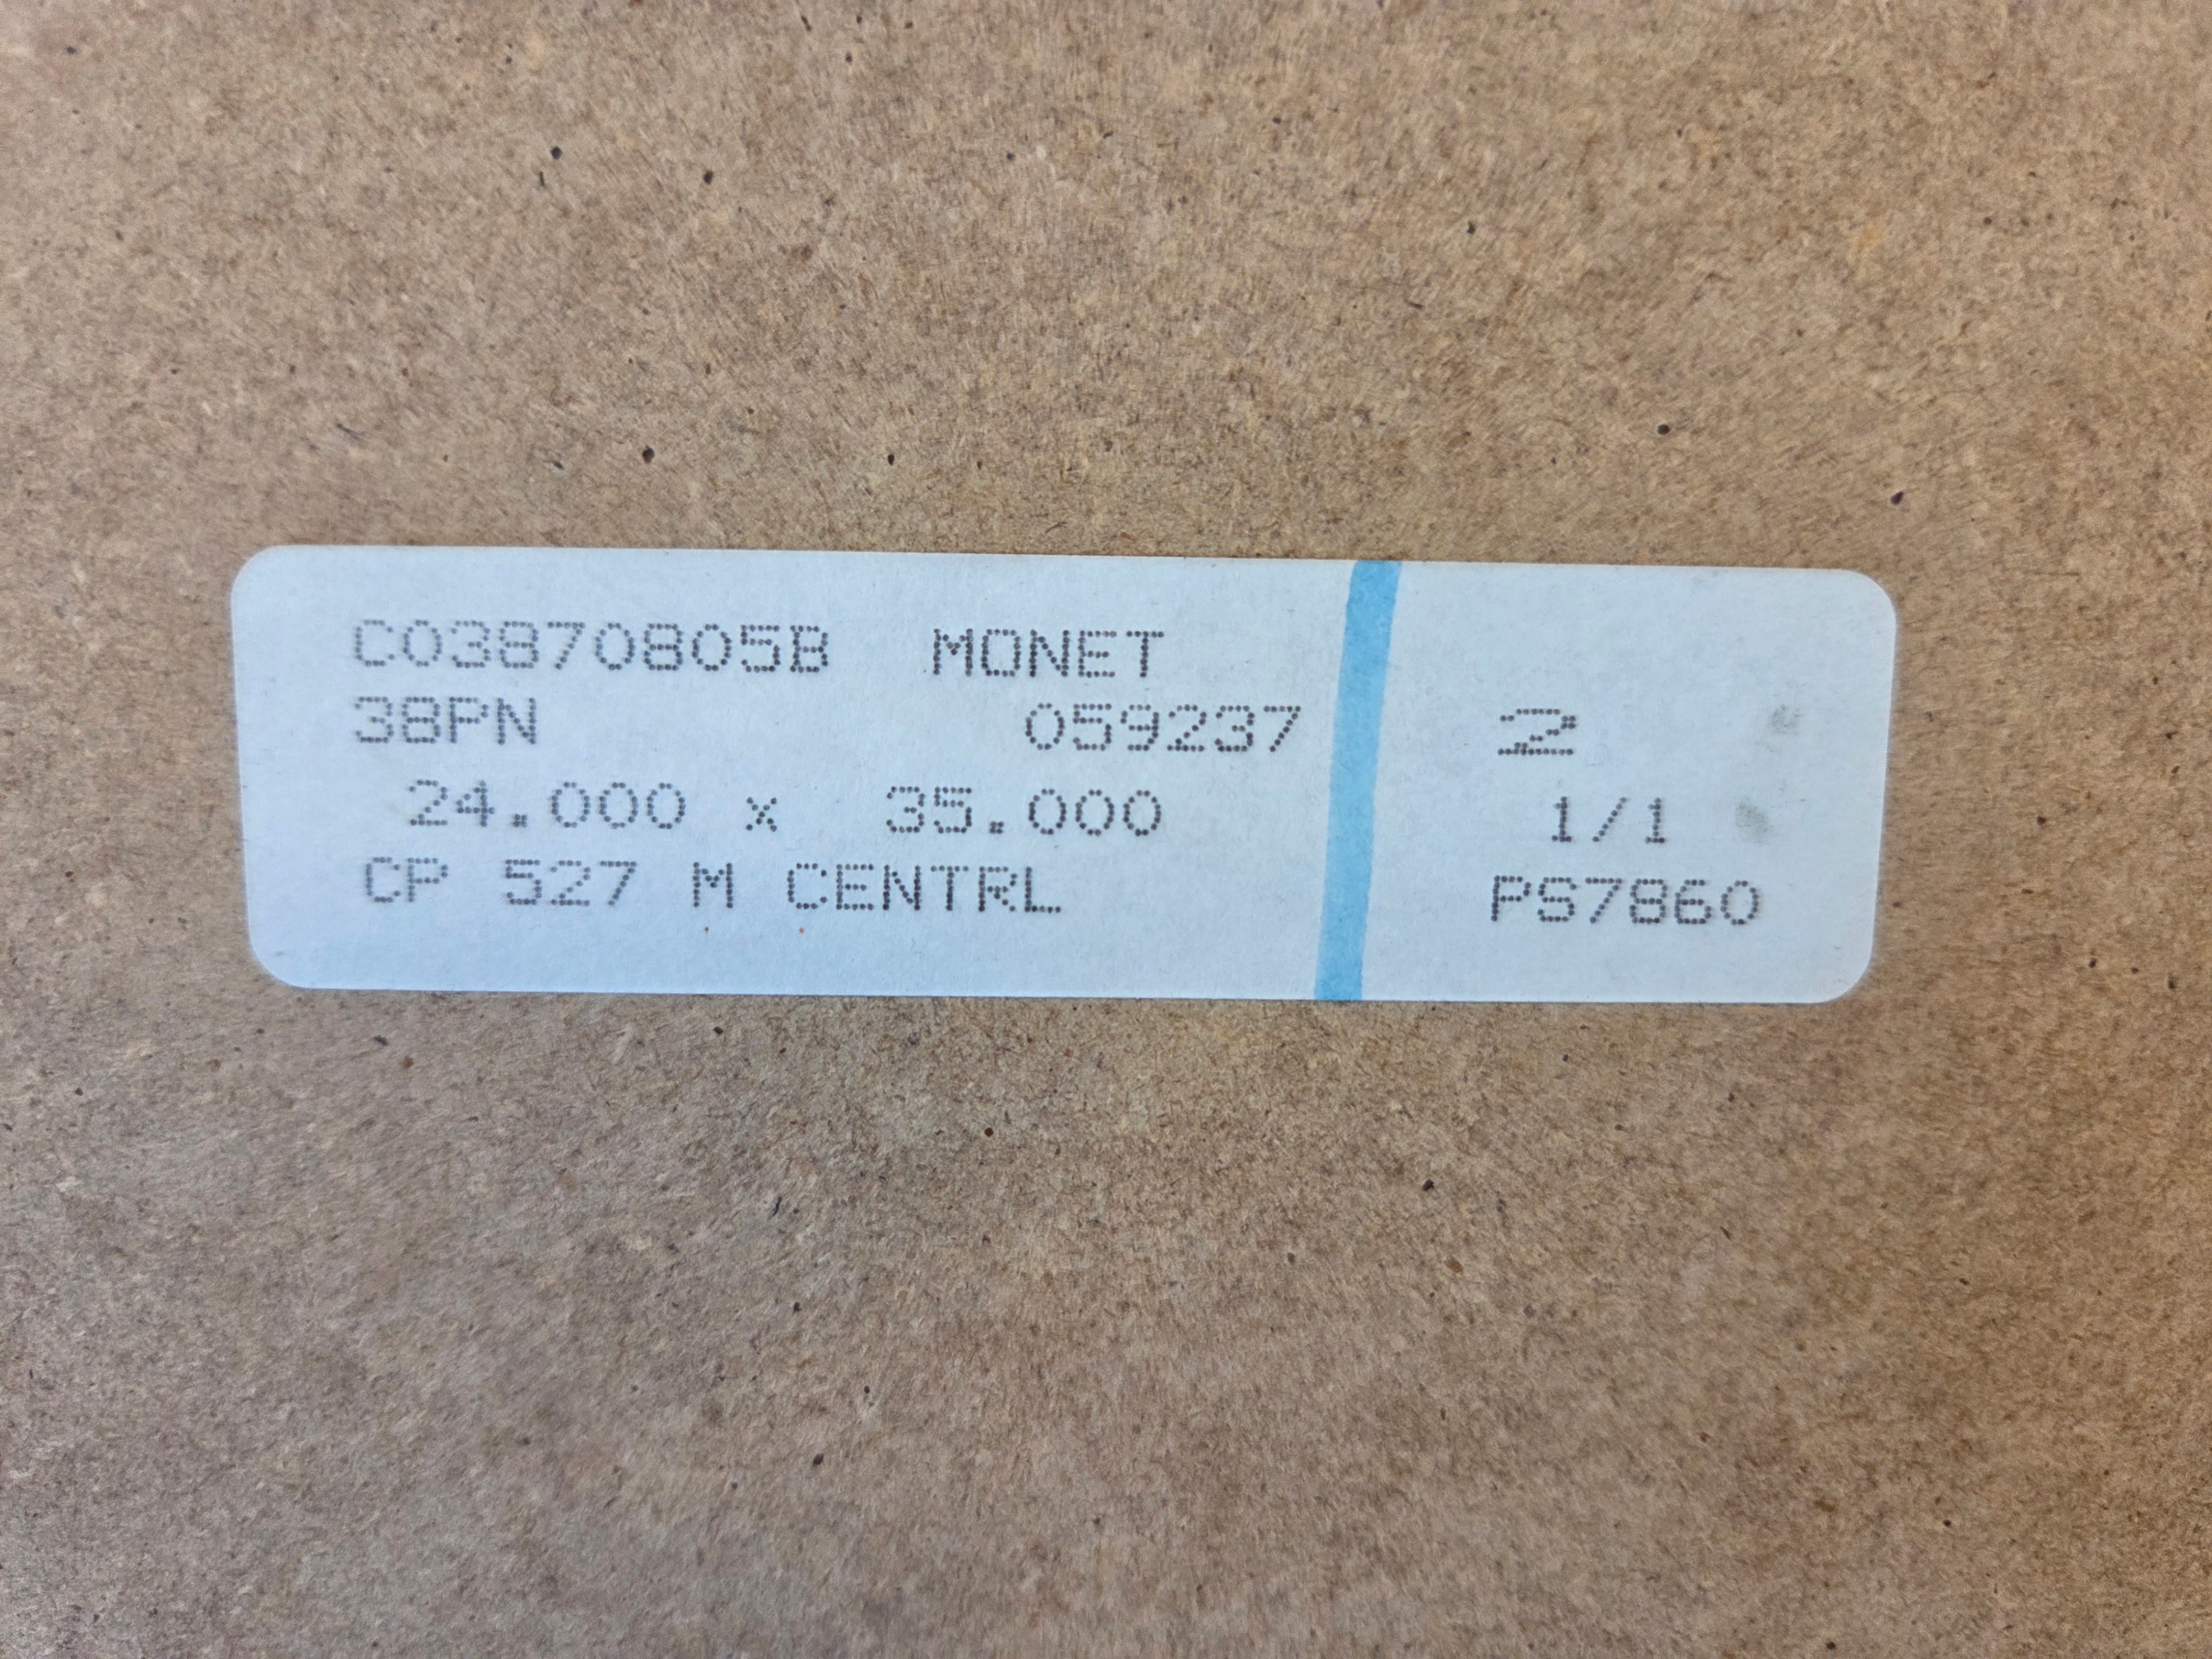 C03870805B MONET
38PN 059237 2
24.000 x 35.000 1/1
CP 527 M CENTRL PS7860